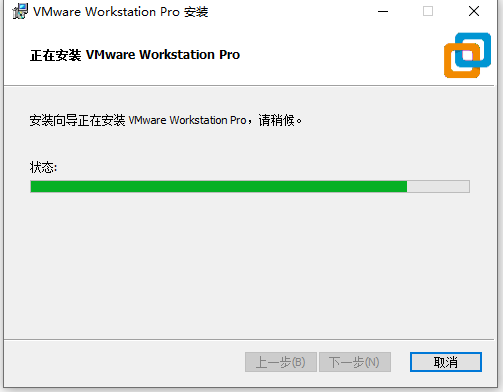 VMware Workstation Pro 安装
正在安装 VMware Workstation Pro
安装向导正在安装 VMware Workstation Pro，请稍候。
状态:
上一步(B) 下一步(N) 取消